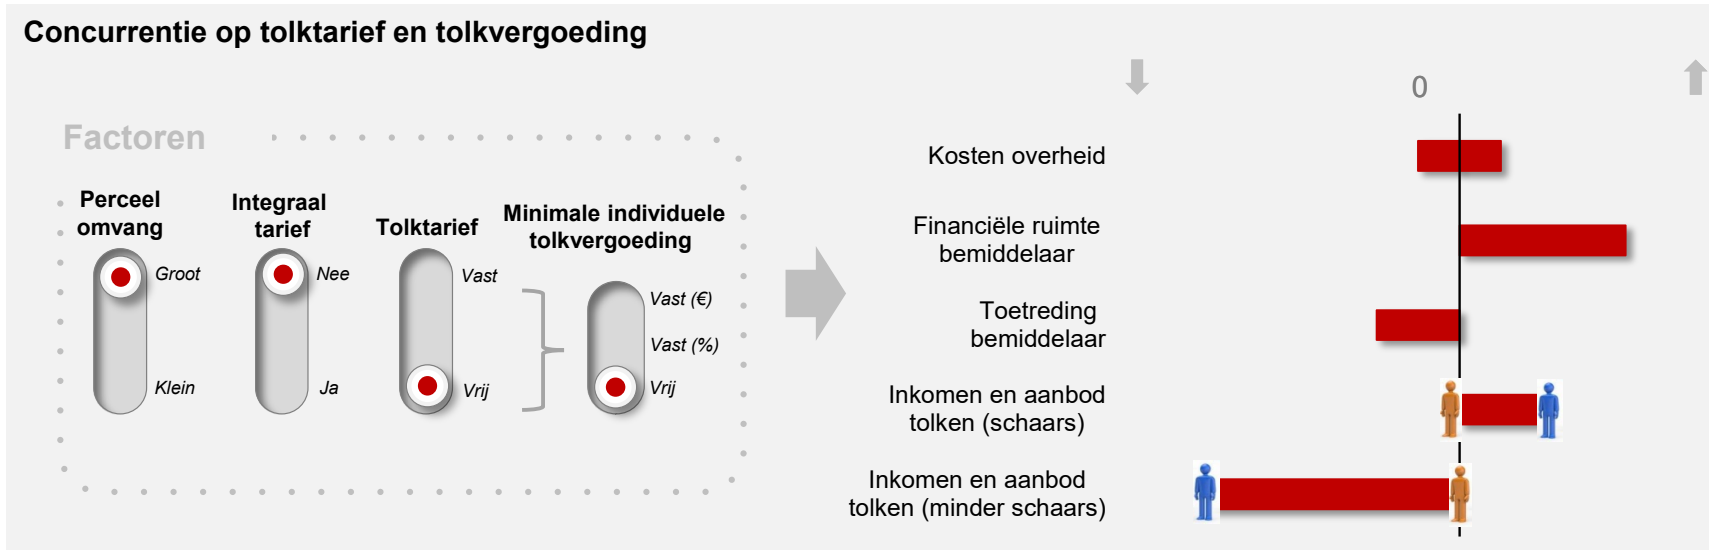 Concurrentie op tolktarief en tolkvergoeding
0
Factoren
Perceel
omvang
Groot
Klein
Integraal
tarief
Nee
Ja
Tolktarief
Vast
Vrij
Minimale individuele
tolkvergoeding
Vast (€)
Vast (%)
Vrij
Kosten overheid
Financiële ruimte
bemiddelaar
Toetreding
bemiddelaar
Inkomen en aanbod
tolken (schaars)
Inkomen en aanbod
tolken (minder schaars)